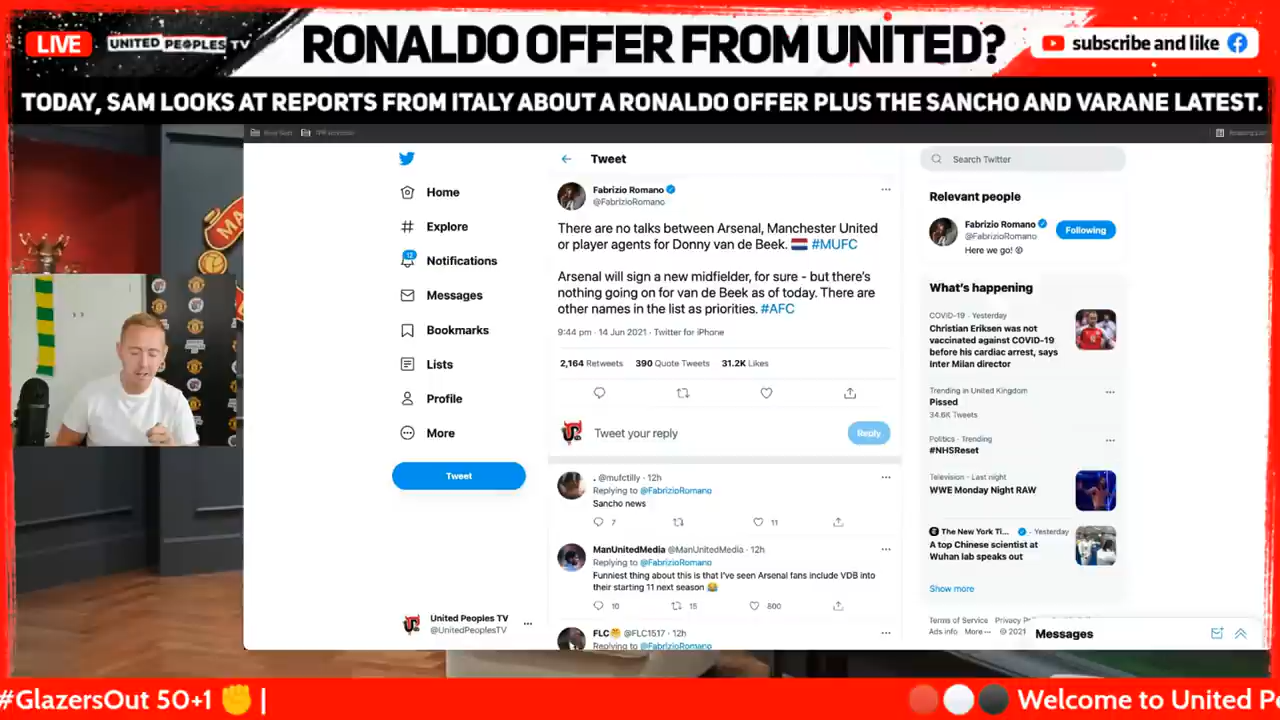 LIVE
UNITED PEOPLES TV
RONALDO OFFER FROM UNITED?
subscribe and like
TODAY, SAM LOOKS AT REPORTS FROM ITALY ABOUT A RONALDO OFFER PLUS THE SANCHO AND VARANE LATEST.
Home
Explore
12
Notifications
Messages
Bookmarks
Lists
Profile
More
Tweet
United Peoples TV
@UnitedPeoplesTV
Tweet
Fabrizio Romano
@FabrizioRomano
There are no talks between Arsenal, Manchester United
or player agents for Donny van de Beek. 🇳🇱 #MUFC
Arsenal will sign a new midfielder, for sure - but there's
nothing going on for van de Beek as of today. There are
other names in the list as priorities. #AFC
9:44 pm · 14 Jun 2021 · Twitter for iPhone
2,164 Retweets 390 Quote Tweets 31.2K Likes
Tweet your reply
Reply
. @mufctilly · 12h
Replying to @FabrizioRomano
Sancho news
7 11
ManUnitedMedia @ManUnitedMedia · 12h
Replying to @FabrizioRomano
Funniest thing about this is that I've seen Arsenal fans include VDB into
their starting 11 next season 😂
10 15 800
FLC @FLC1517 · 12h
Replying to @FabrizioRomano
Search Twitter
Relevant people
Fabrizio Romano
@FabrizioRomano
Following
Here we go! ©
What's happening
COVID-19 · Yesterday
Christian Eriksen was not
vaccinated against COVID-19
before his cardiac arrest, says
Inter Milan director
Trending in United Kingdom
Pissed
34.6K Tweets
Politics · Trending
#NHSReset
Television · Last night
WWE Monday Night RAW
The New York Ti... · Yesterday
A top Chinese scientist at
Wuhan lab speaks out
Show more
Terms of Service
Ads info More··· © 2021
Messages
#GlazersOut 50+1 ✊ |
Welcome to United Pe